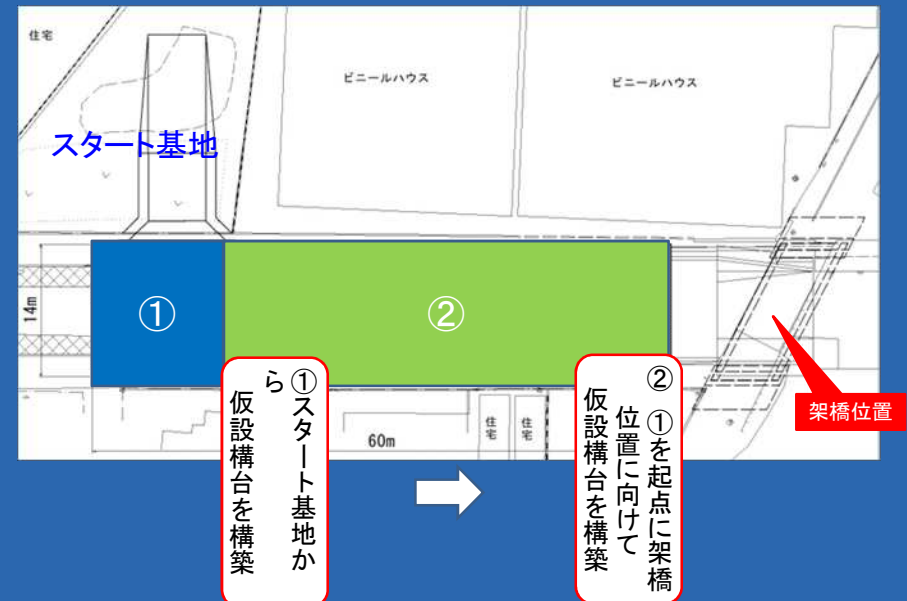 住宅
ビニールハウス
ビニールハウス
スタート基地
14m
①
②
架橋位置
60m
住宅
住宅
①スタート基地か
ら
仮設構台を構築
② ①を起点に架橋
位置に向けて
仮設構台を構築